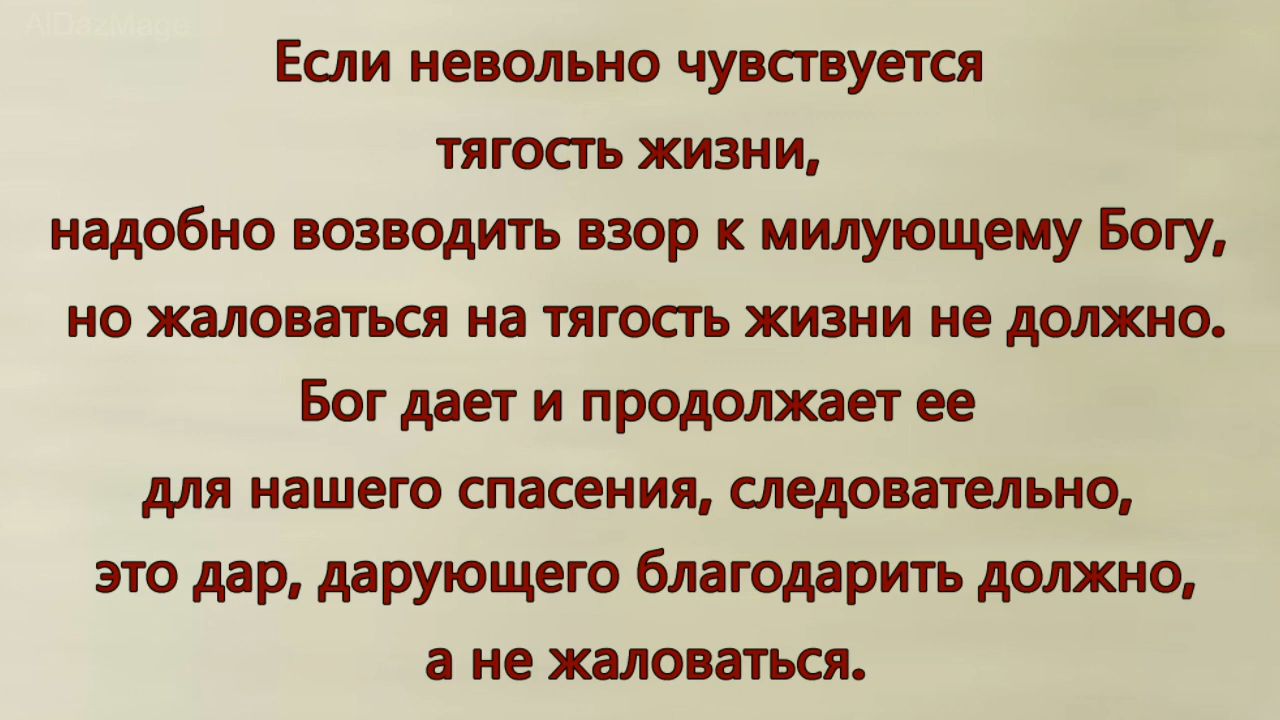 AlDazMage
Если невольно чувствуется
тягость жизни,
надобно возводить взор к милующему Богу,
но жаловаться на тягость жизни не должно.
Бог дает и продолжает ее
для нашего спасения, следовательно,
это дар, дарующего благодарить должно,
а не жаловаться.